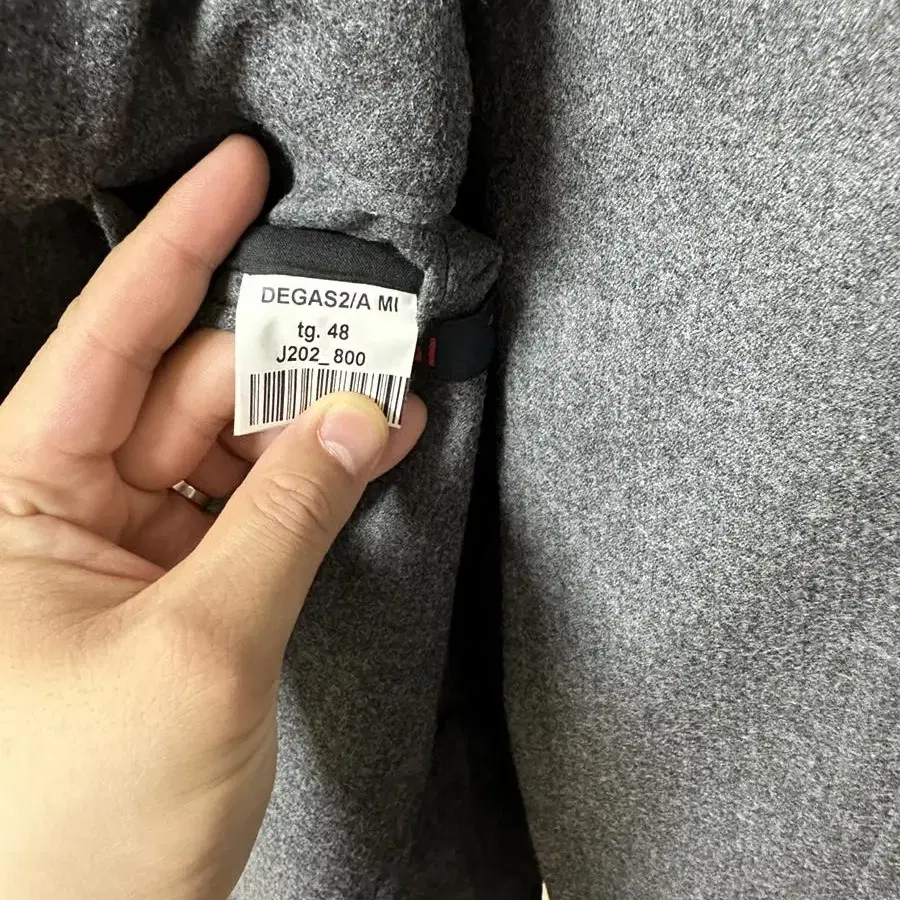 DEGAS2/A MI
tg. 48
J202_800